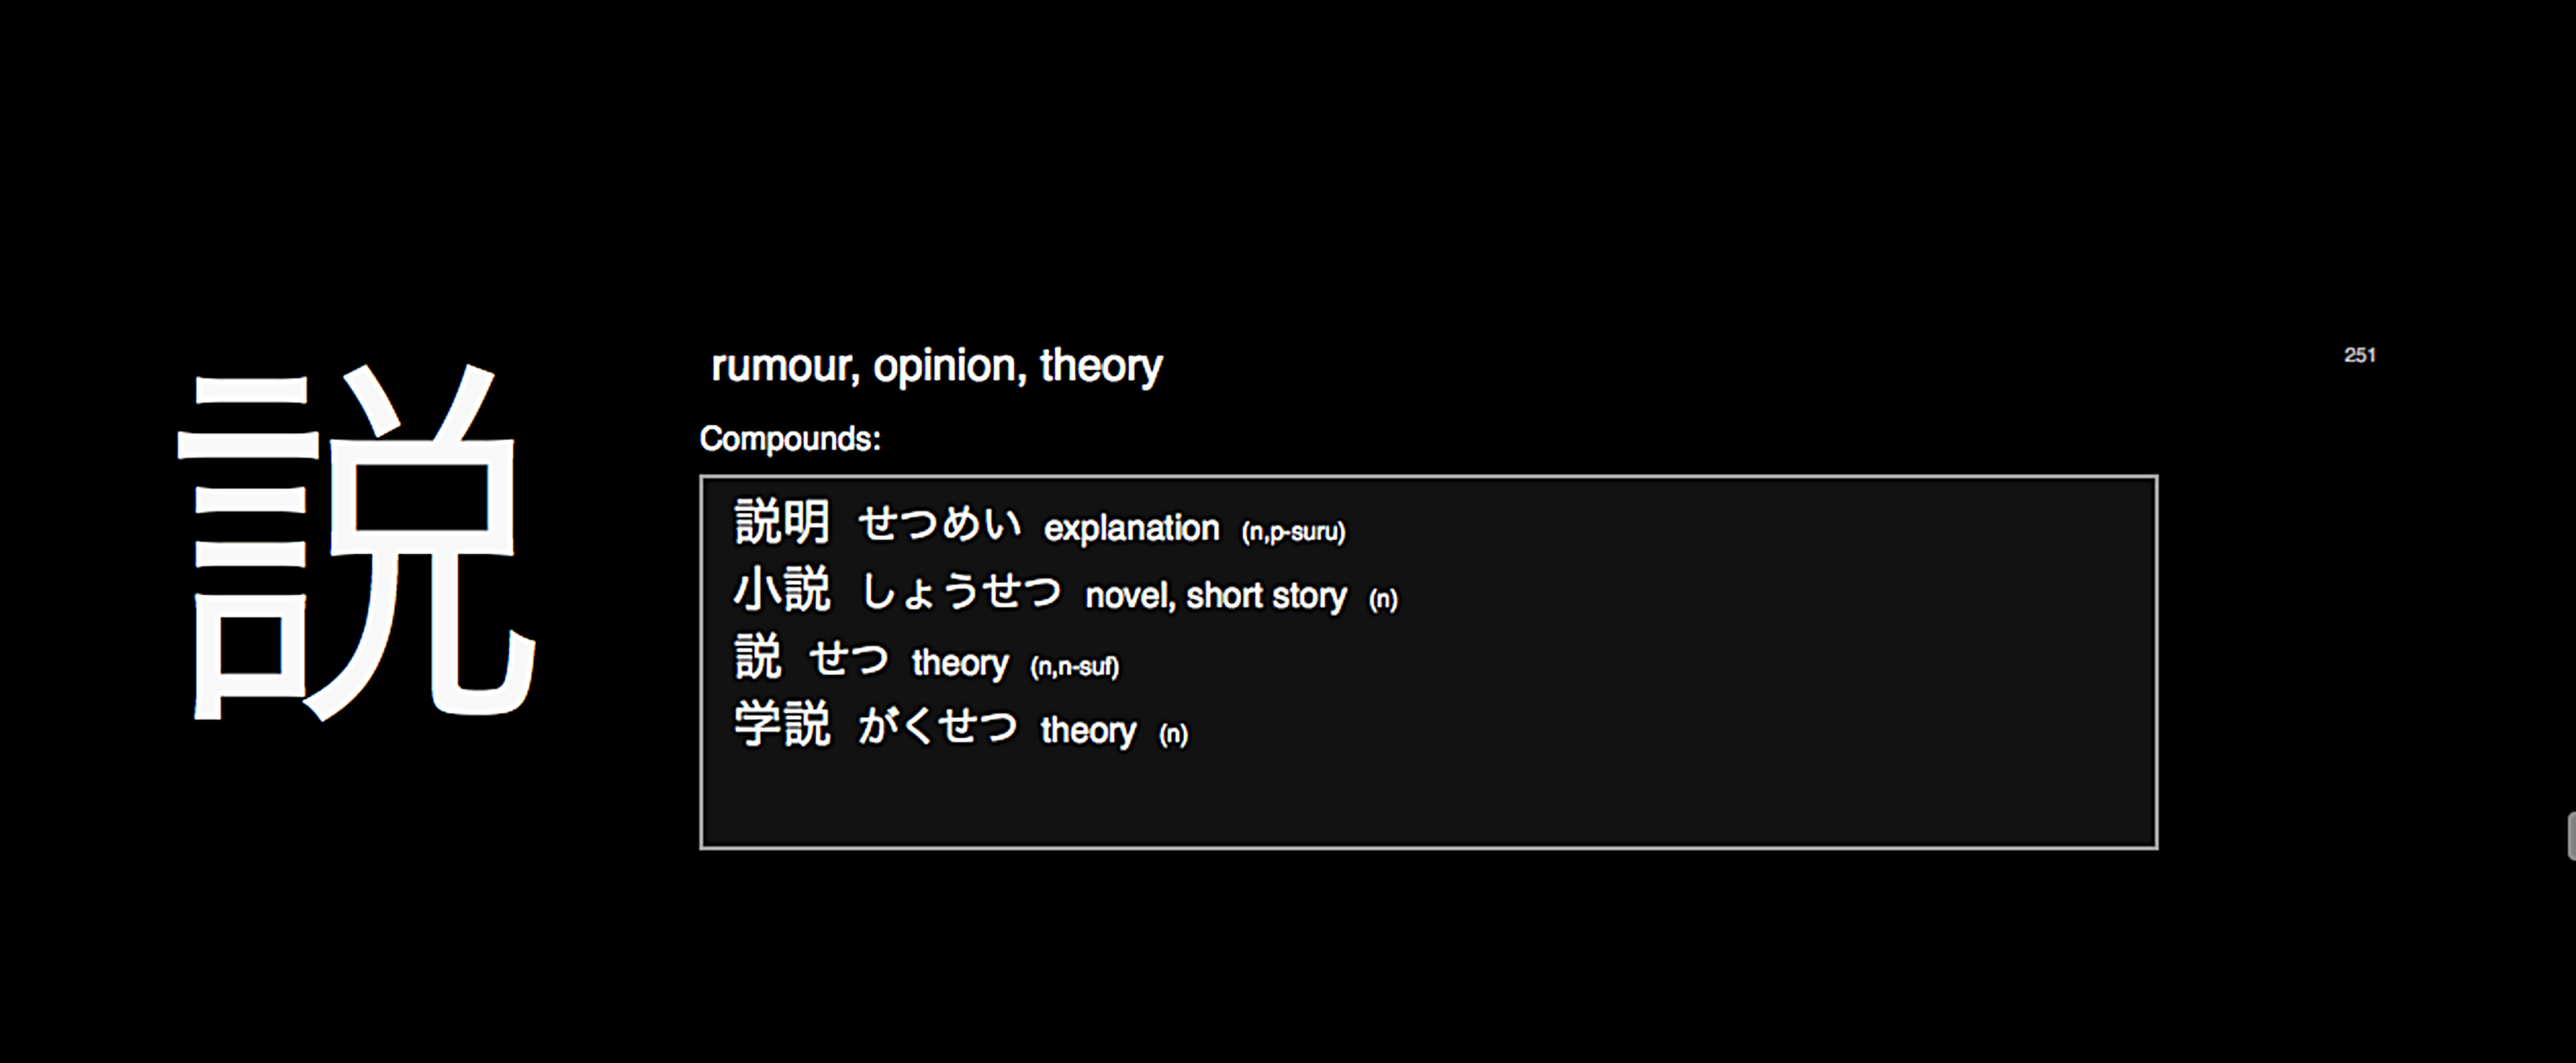 説
rumour, opinion, theory
251
Compounds:
説明 せつめい explanation (n,p-suru)
小説 しょうせつ novel, short story (n)
説 せつ theory (n,n-suf)
学説 がくせつ theory (n)